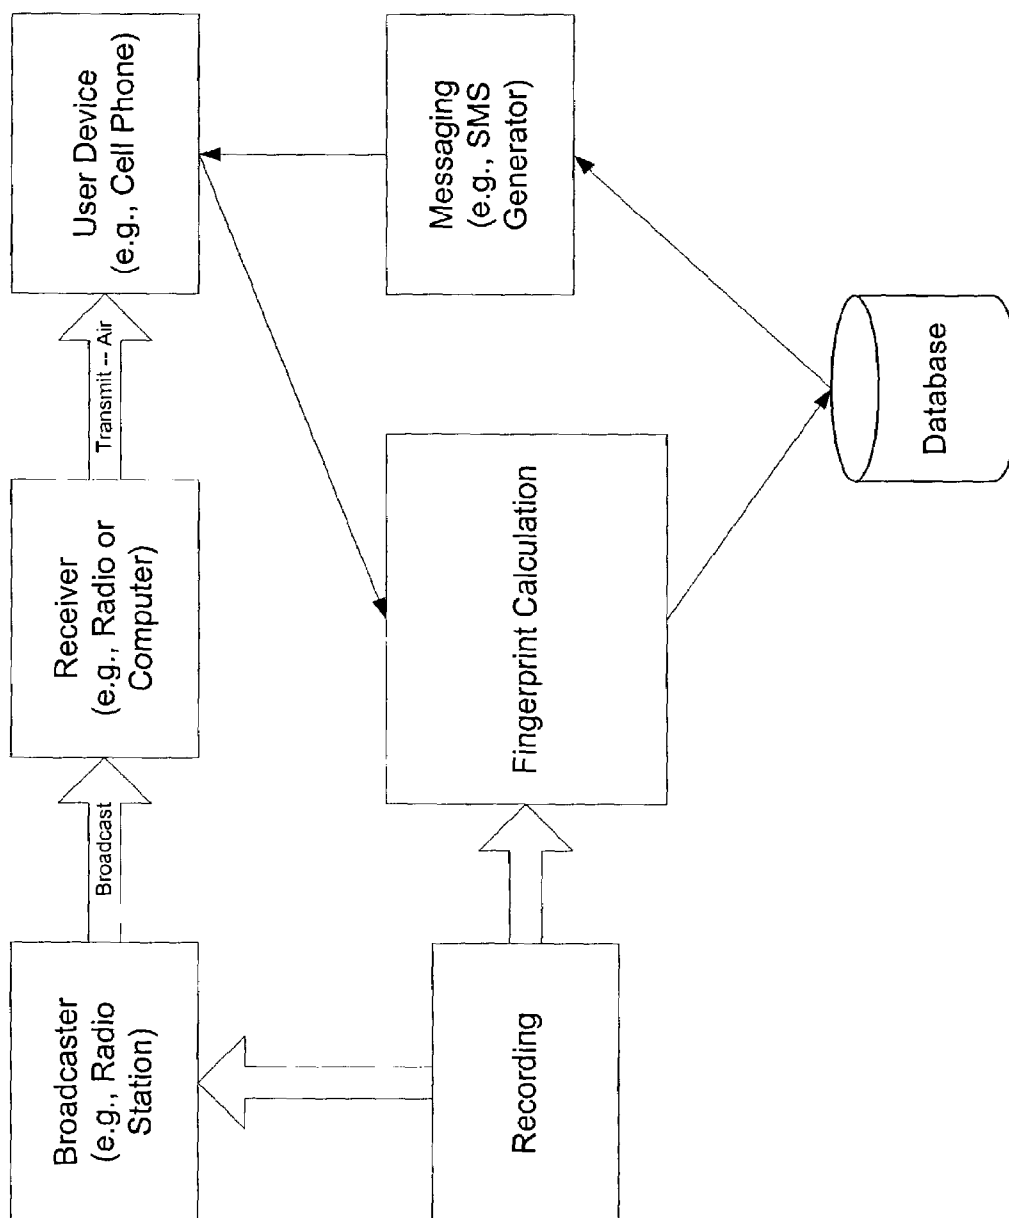 Broadcaster
(e.g., Radio
Station)
Broadcast
Receiver
(e.g., Radio or
Computer)
Transmit -- Air
User Device
(e.g., Cell Phone)
Recording
Fingerprint Calculation
Messaging
(e.g., SMS
Generator)
Database